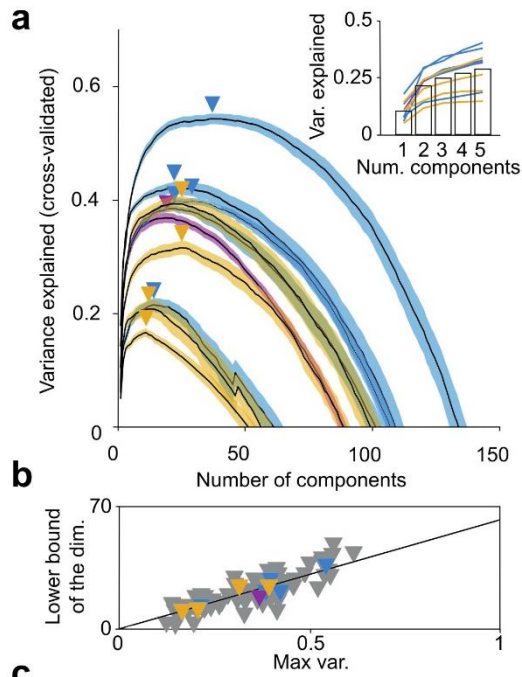 a
Variance explained (cross-validated)
0.6
0.4
0.2
0
0
50
100
150
Number of components
Var. explained
0.5
0.25
0
1 2 3 4 5
Num. components
b
Lower bound
of the dim.
70
0
0
0.5
1
Max var.
c